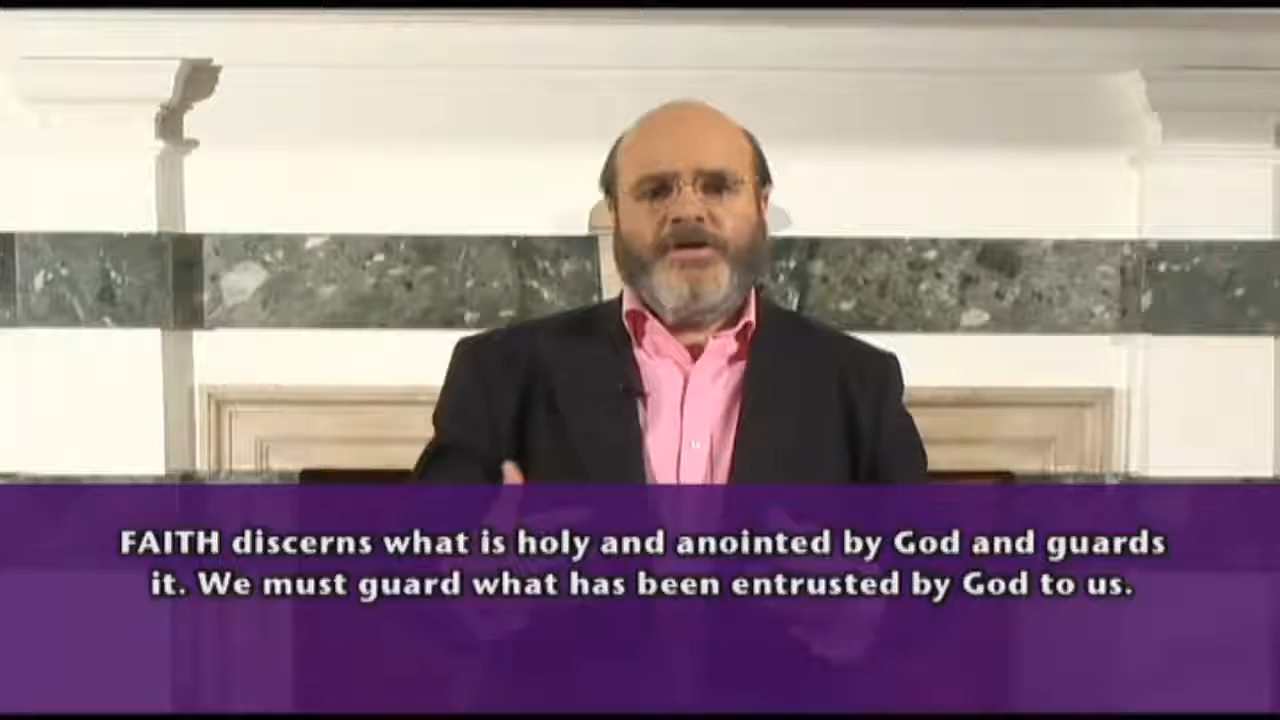 FAITH discerns what is holy and anointed by God and guards
it. We must guard what has been entrusted by God to us.